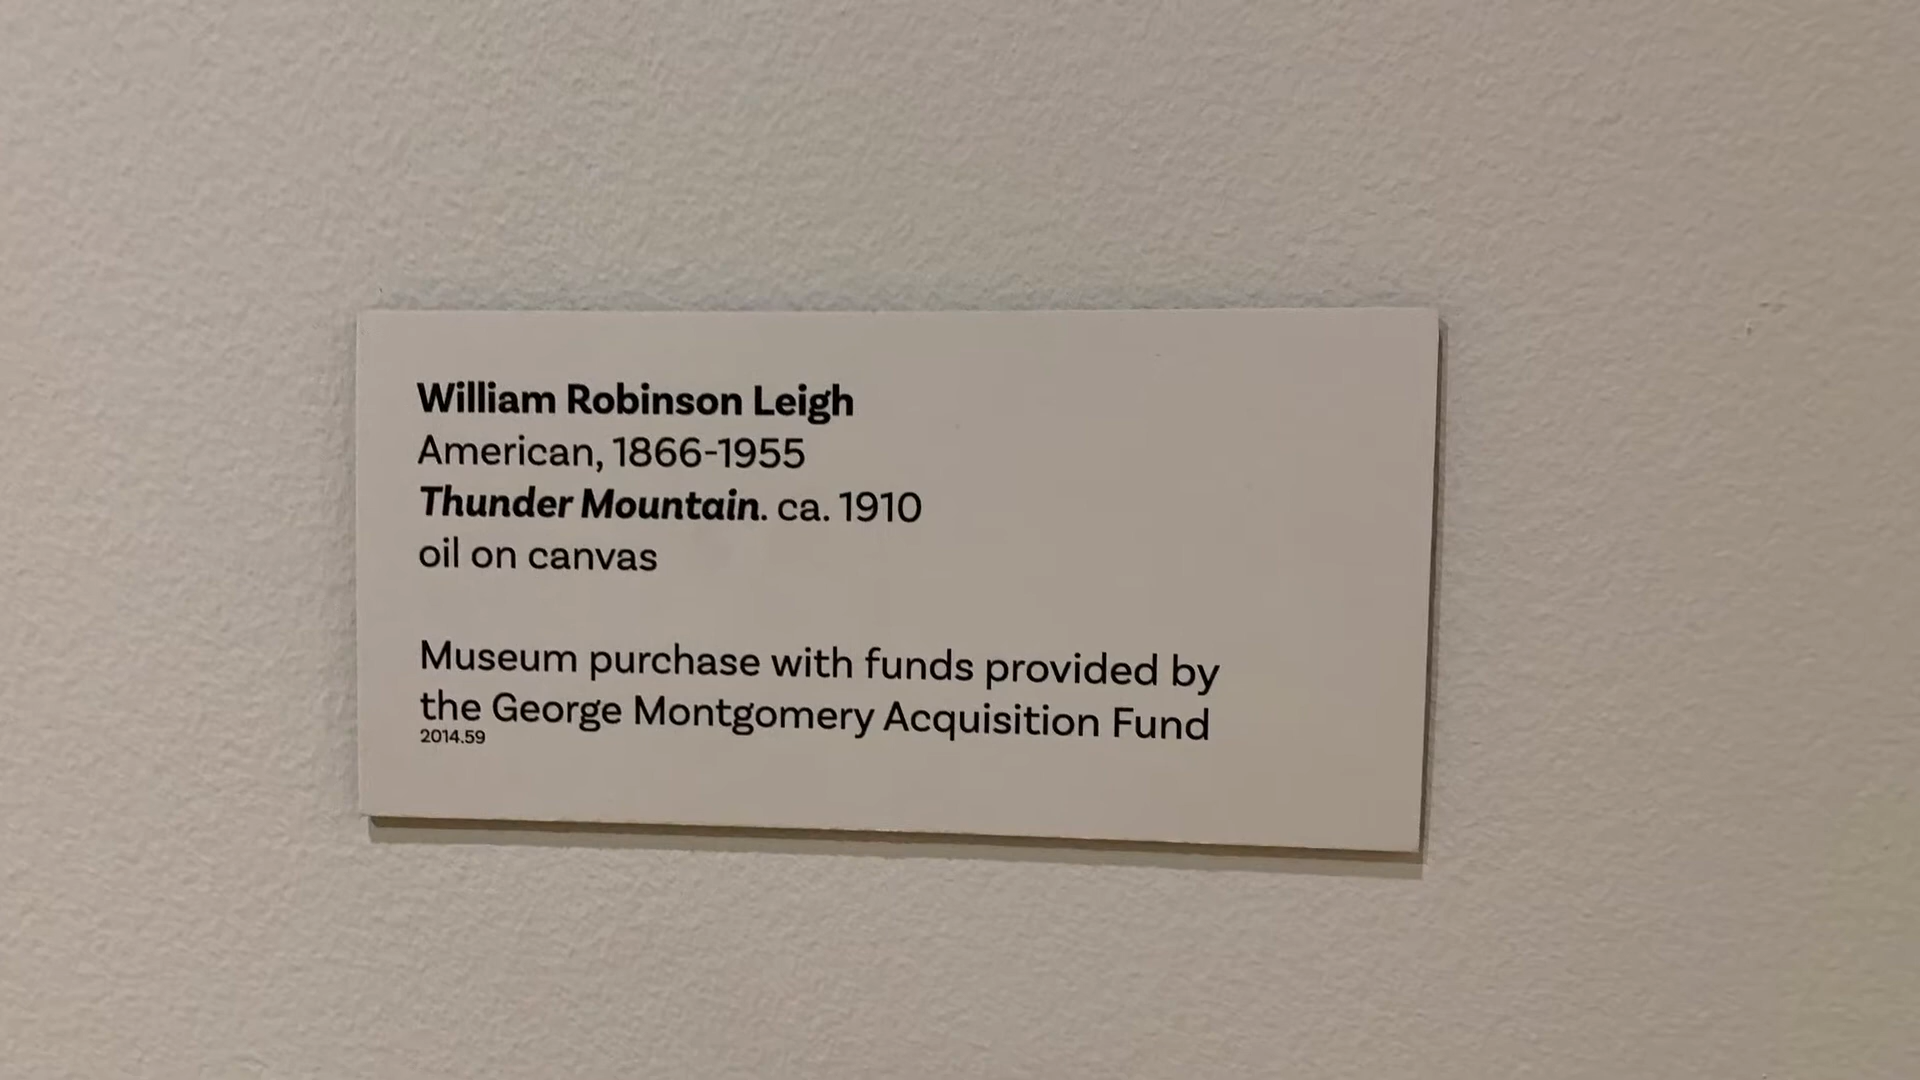 William Robinson Leigh
American, 1866-1955
Thunder Mountain. ca. 1910
oil on canvas
Museum purchase with funds provided by
the George Montgomery Acquisition Fund
2014.59